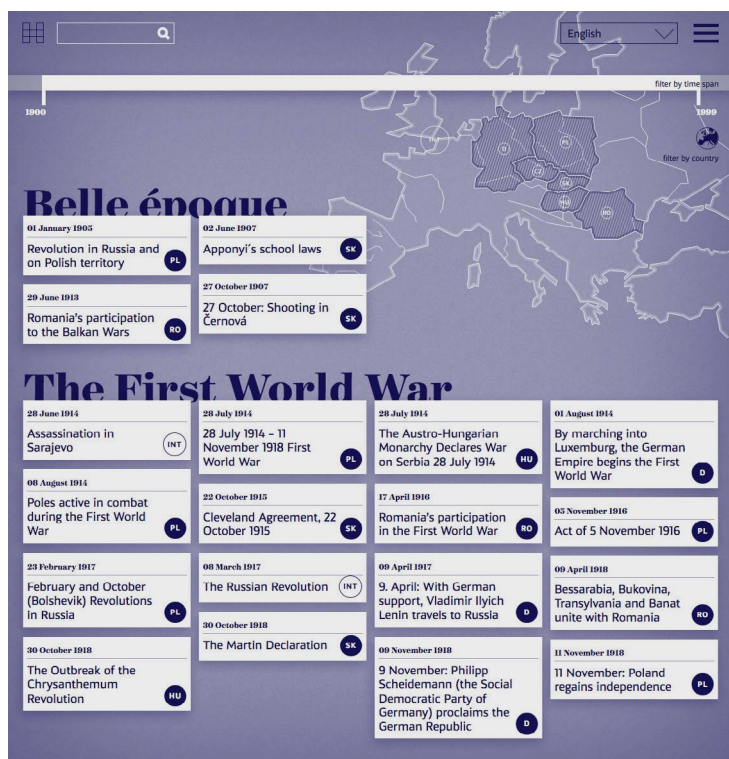 English
filter by time span
1900
1999
filter by country
D
PL
CZ
SK
HU
RO
Belle époque
01 January 1905
Revolution in Russia and
on Polish territory
PL
02 June 1907
Apponyi's school laws
SK
29 June 1913
Romania's participation
to the Balkan Wars
RO
27 October 1907
27 October: Shooting in
Černová
SK
The First World War
28 June 1914
Assassination in
Sarajevo
INT
28 July 1914
28 July 1914 – 11
November 1918 First
World War
PL
28 July 1914
The Austro-Hungarian
Monarchy Declares War
on Serbia 28 July 1914
HU
01 August 1914
By marching into
Luxemburg, the German
Empire begins the First
World War
D
08 August 1914
Poles active in combat
during the First World
War
PL
22 October 1915
Cleveland Agreement, 22
October 1915
SK
17 April 1916
Romania's participation
in the First World War
RO
05 November 1916
Act of 5 November 1916
PL
23 February 1917
February and October
(Bolshevik) Revolutions
in Russia
PL
08 March 1917
The Russian Revolution
INT
09 April 1917
9. April: With German
support, Vladimir Ilyich
Lenin travels to Russia
D
09 April 1918
Bessarabia, Bukovina,
Transylvania and Banat
unite with Romania
RO
30 October 1918
The Outbreak of the
Chrysanthemum
Revolution
HU
30 October 1918
The Martin Declaration
SK
09 November 1918
9 November: Philipp
Scheidemann (the Social
Democratic Party of
Germany) proclaims the
German Republic
D
11 November 1918
11 November: Poland
regains independence
PL